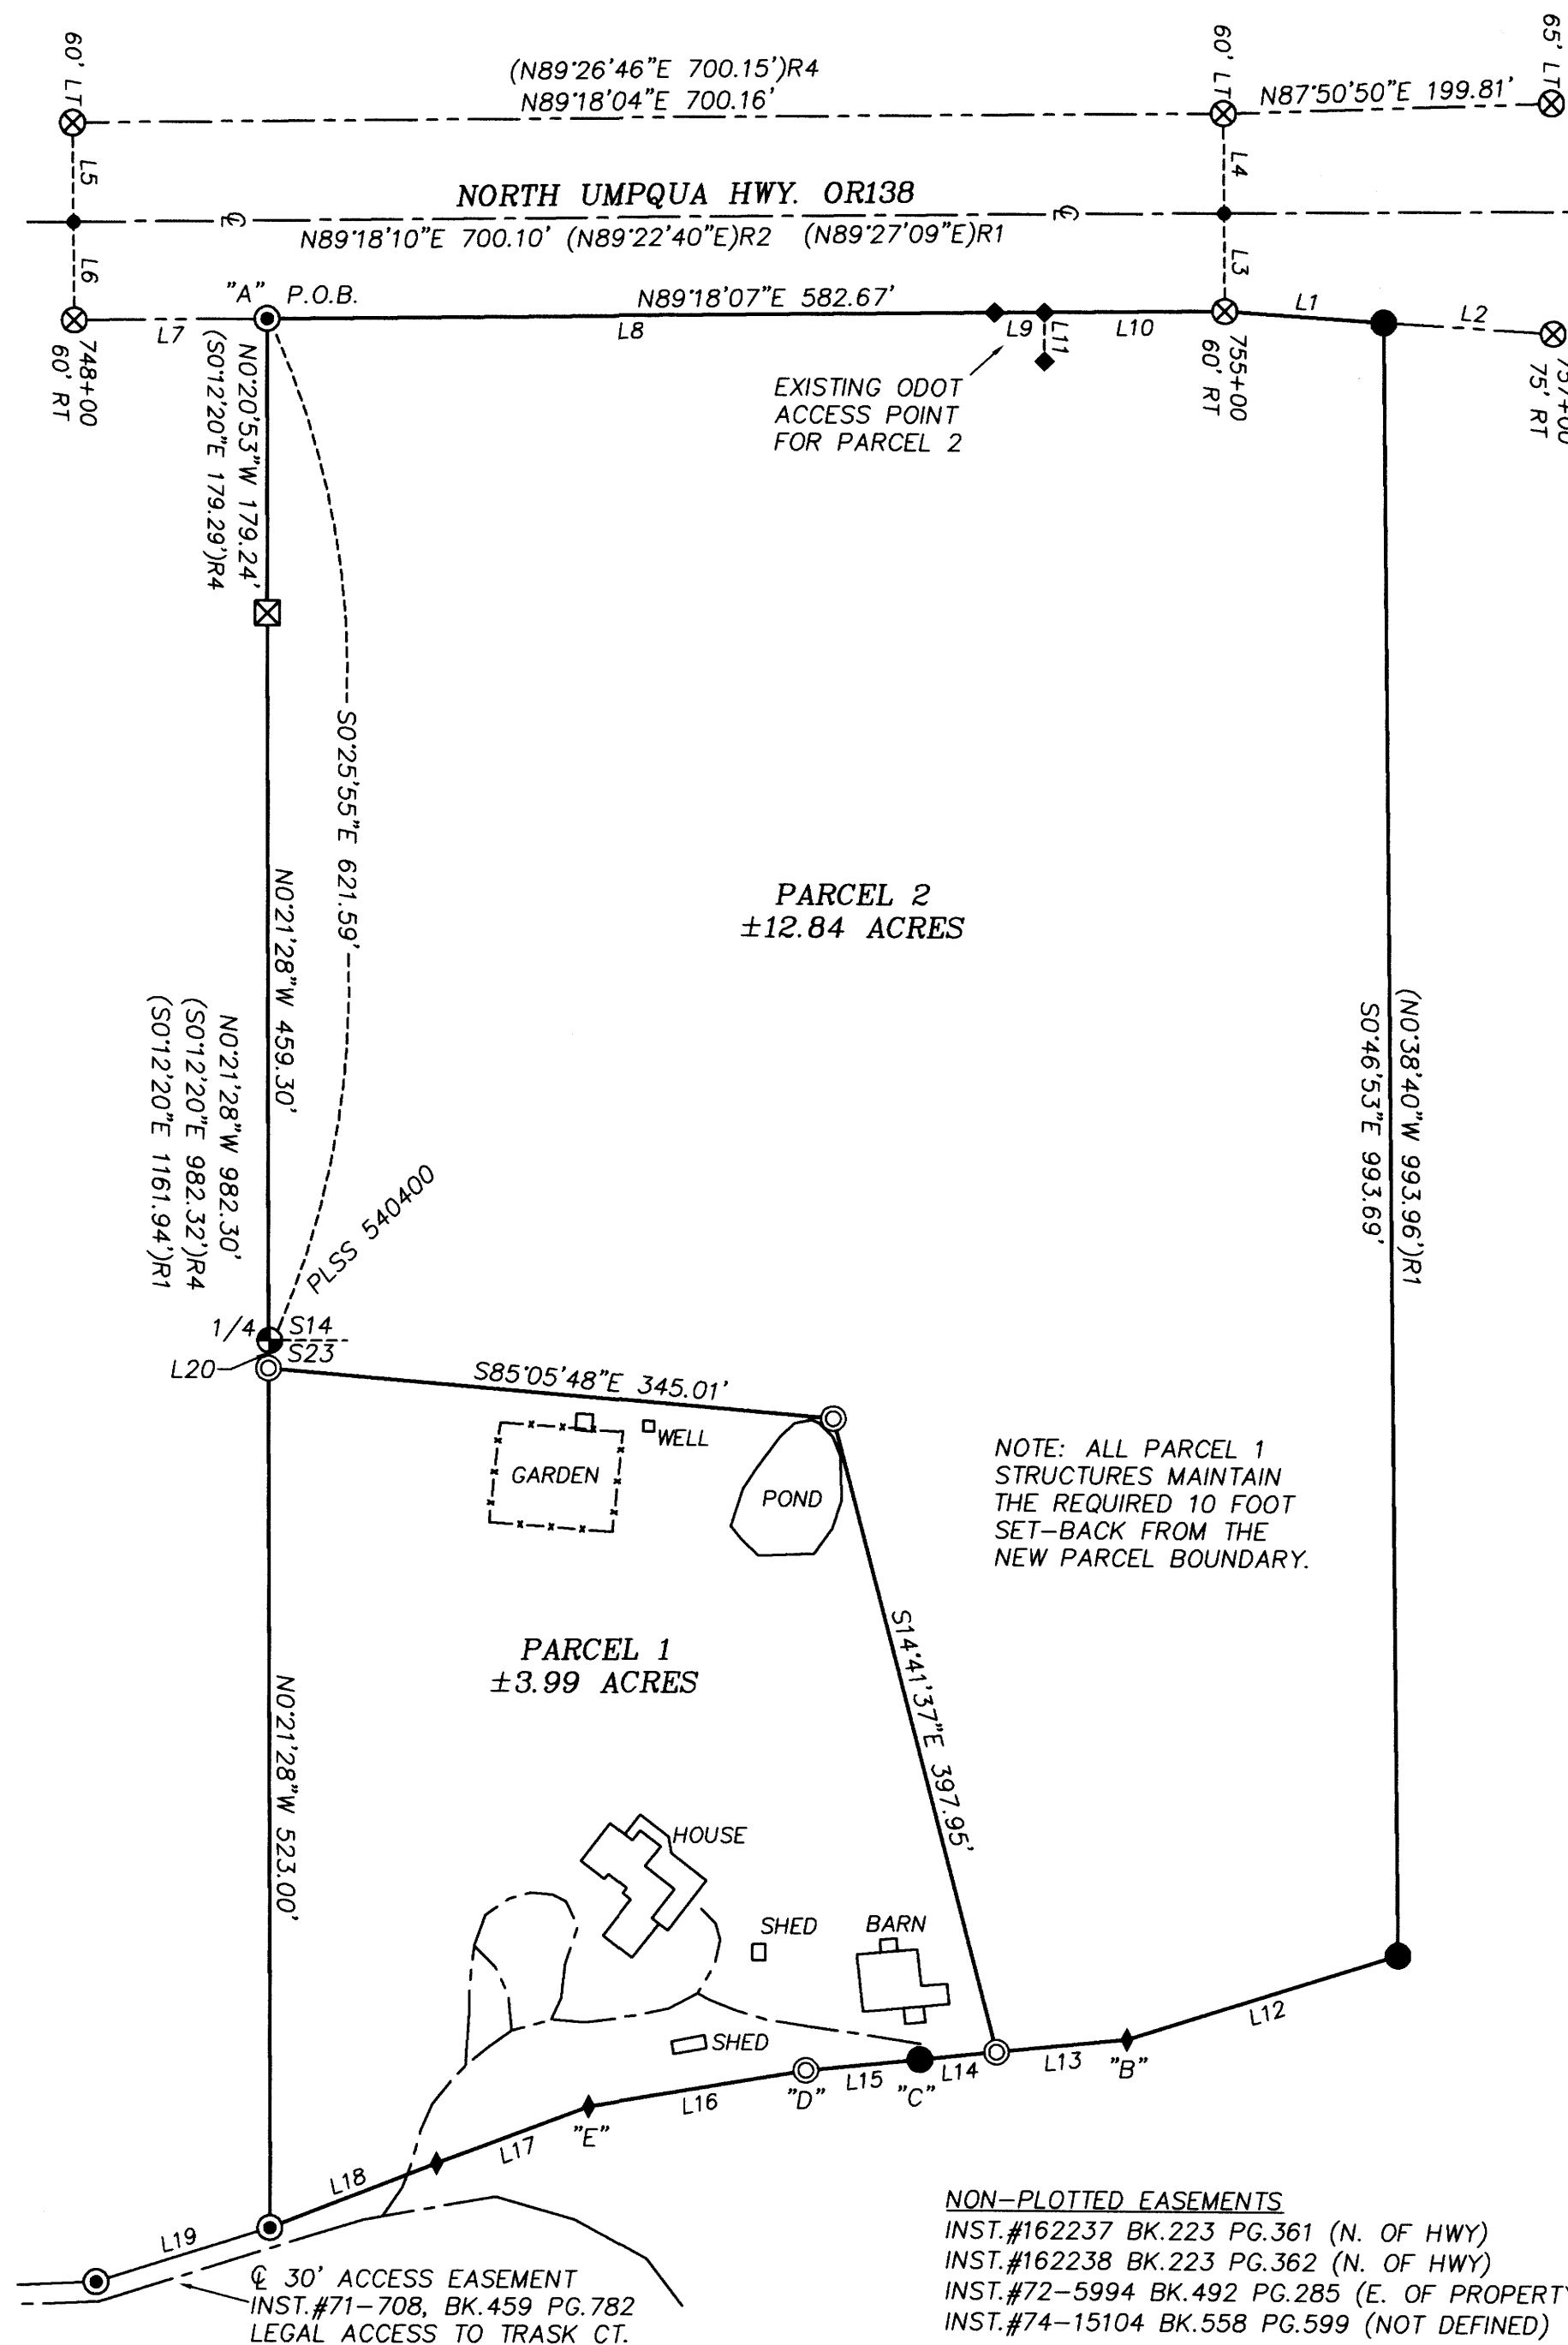 60' LT
(N89°26'46"E 700.15')R4
N89°18'04"E 700.16'
60' LT
N87°50'50"E 199.81'
65' LT
L5
L4
NORTH UMPQUA HWY. OR138
℄
℄
N89°18'10"E 700.10' (N89°22'40"E)R2 (N89°27'09"E)R1
L6
L3
"A" P.O.B.
N89°18'07"E 582.67'
L7
L8
L9
L11
L10
L1
L2
748+00
60' RT
755+00
60' RT
757+00
75' RT
EXISTING ODOT
ACCESS POINT
FOR PARCEL 2
N0°20'53"W 179.24'
(S0°12'20"E 179.29')R4
S0°25'55"E 621.59'
N0°21'28"W 459.30'
PARCEL 2
±12.84 ACRES
N0°21'28"W 982.30'
(S0°12'20"E 982.32')R4
(S0°12'20"E 1161.94')R1
(N0°38'40"W 993.96')R1
S0°46'53"E 993.69'
PLSS 540400
1/4 S14
S23
L20
S85°05'48"E 345.01'
WELL
GARDEN
POND
NOTE: ALL PARCEL 1
STRUCTURES MAINTAIN
THE REQUIRED 10 FOOT
SET-BACK FROM THE
NEW PARCEL BOUNDARY.
S14°41'37"E 397.95'
PARCEL 1
±3.99 ACRES
N0°21'28"W 523.00'
HOUSE
SHED
BARN
SHED
L12
L13
"B"
L14
"C"
L15
"D"
L16
"E"
L17
L18
L19
℄ 30' ACCESS EASEMENT
INST.#71-708, BK.459 PG.782
LEGAL ACCESS TO TRASK CT.
NON-PLOTTED EASEMENTS
INST.#162237 BK.223 PG.361 (N. OF HWY)
INST.#162238 BK.223 PG.362 (N. OF HWY)
INST.#72-5994 BK.492 PG.285 (E. OF PROPERTY
INST.#74-15104 BK.558 PG.599 (NOT DEFINED)